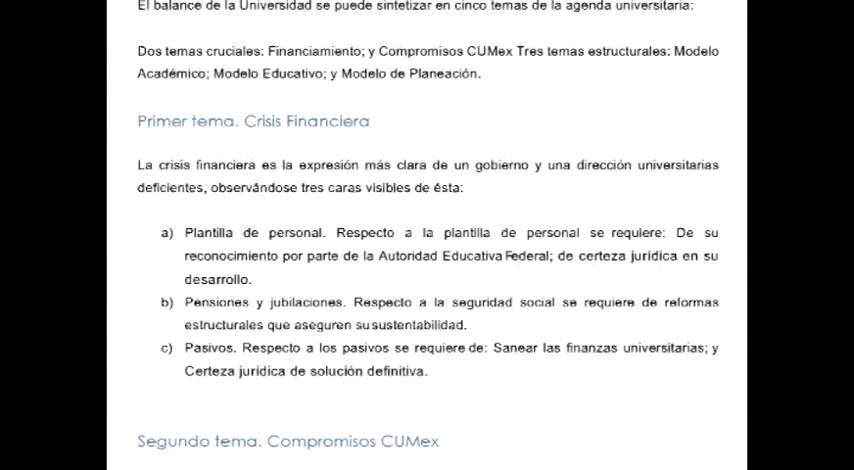 El balance de la Universidad se puede sintetizar en cinco temas de la agenda universitaria:
Dos temas cruciales: Financiamiento; y Compromisos CUMex Tres temas estructurales: Modelo
Académico; Modelo Educativo; y Modelo de Planeación.
Primer tema. Crisis Financiera
La crisis financiera es la expresión más clara de un gobierno y una dirección universitarias
deficientes, observándose tres caras visibles de ésta:
a) Plantilla de personal. Respecto a la plantilla de personal se requiere: De su
reconocimiento por parte de la Autoridad Educativa Federal; de certeza jurídica en su
desarrollo.
b) Pensiones y jubilaciones. Respecto a la seguridad social se requiere de reformas
estructurales que aseguren su sustentabilidad.
c) Pasivos. Respecto a los pasivos se requiere de: Sanear las finanzas universitarias; y
Certeza jurídica de solución definitiva.
Segundo tema. Compromisos CUMex